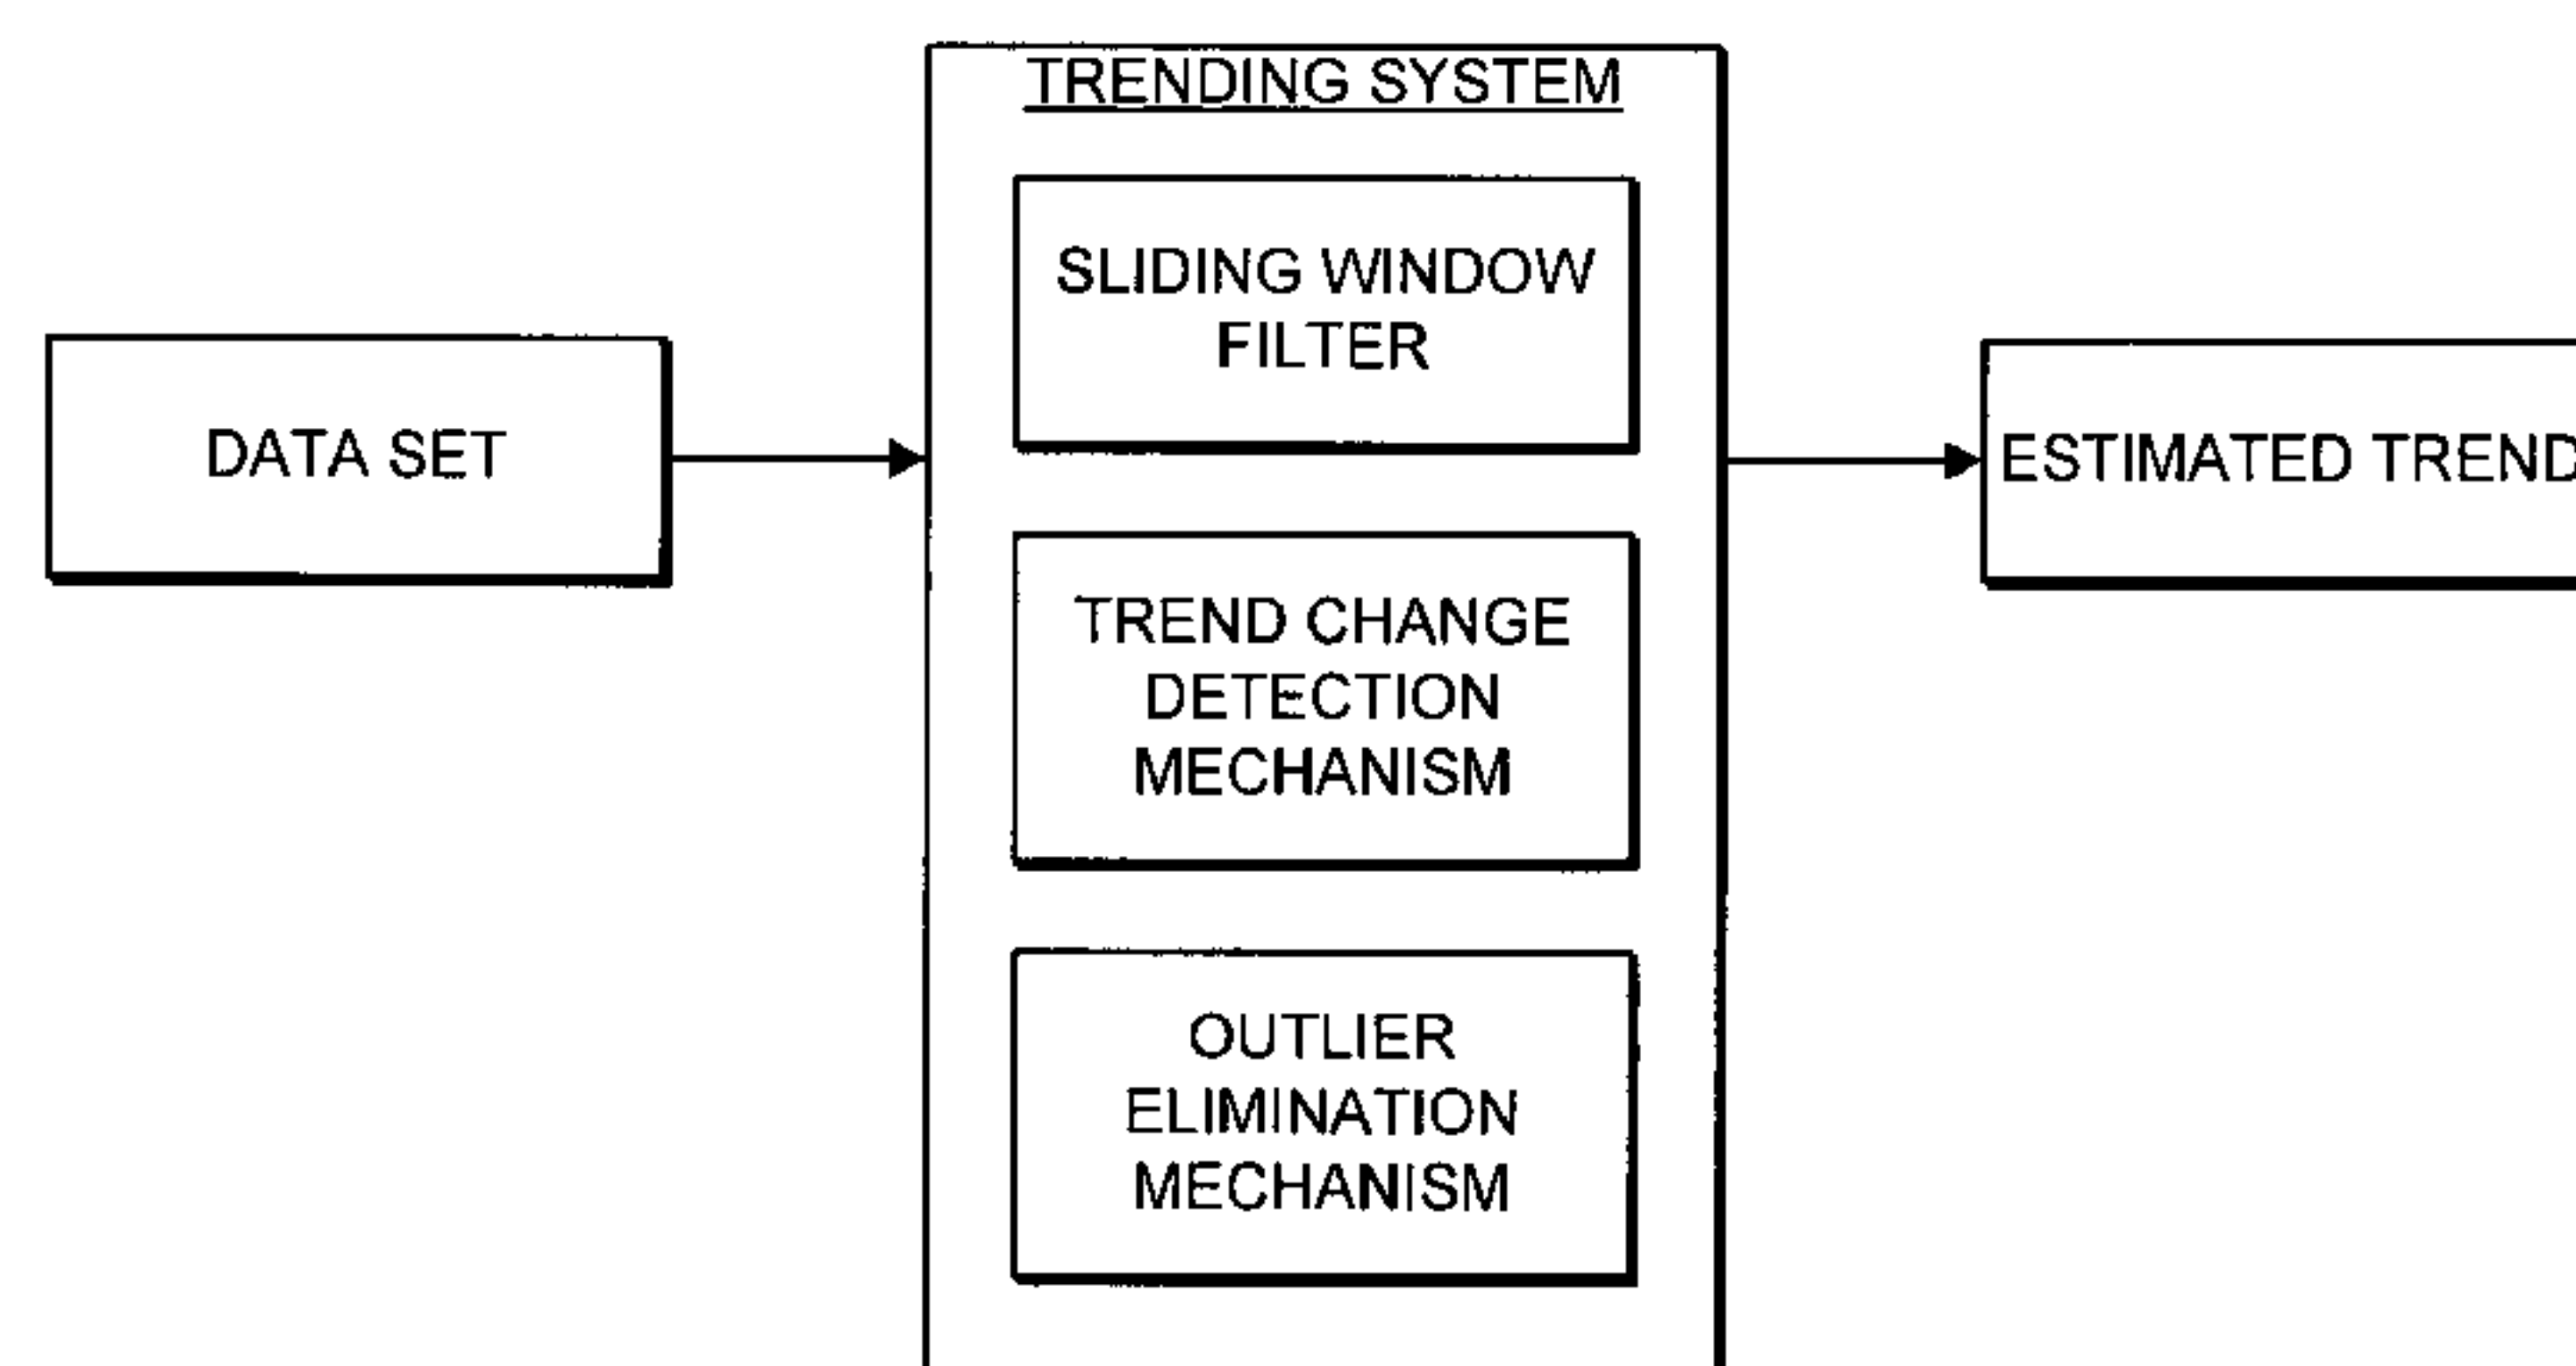 TRENDING SYSTEM
SLIDING WINDOW
FILTER
DATA SET
ESTIMATED TREND
TREND CHANGE
DETECTION
MECHANISM
OUTLIER
ELIMINATION
MECHANISM